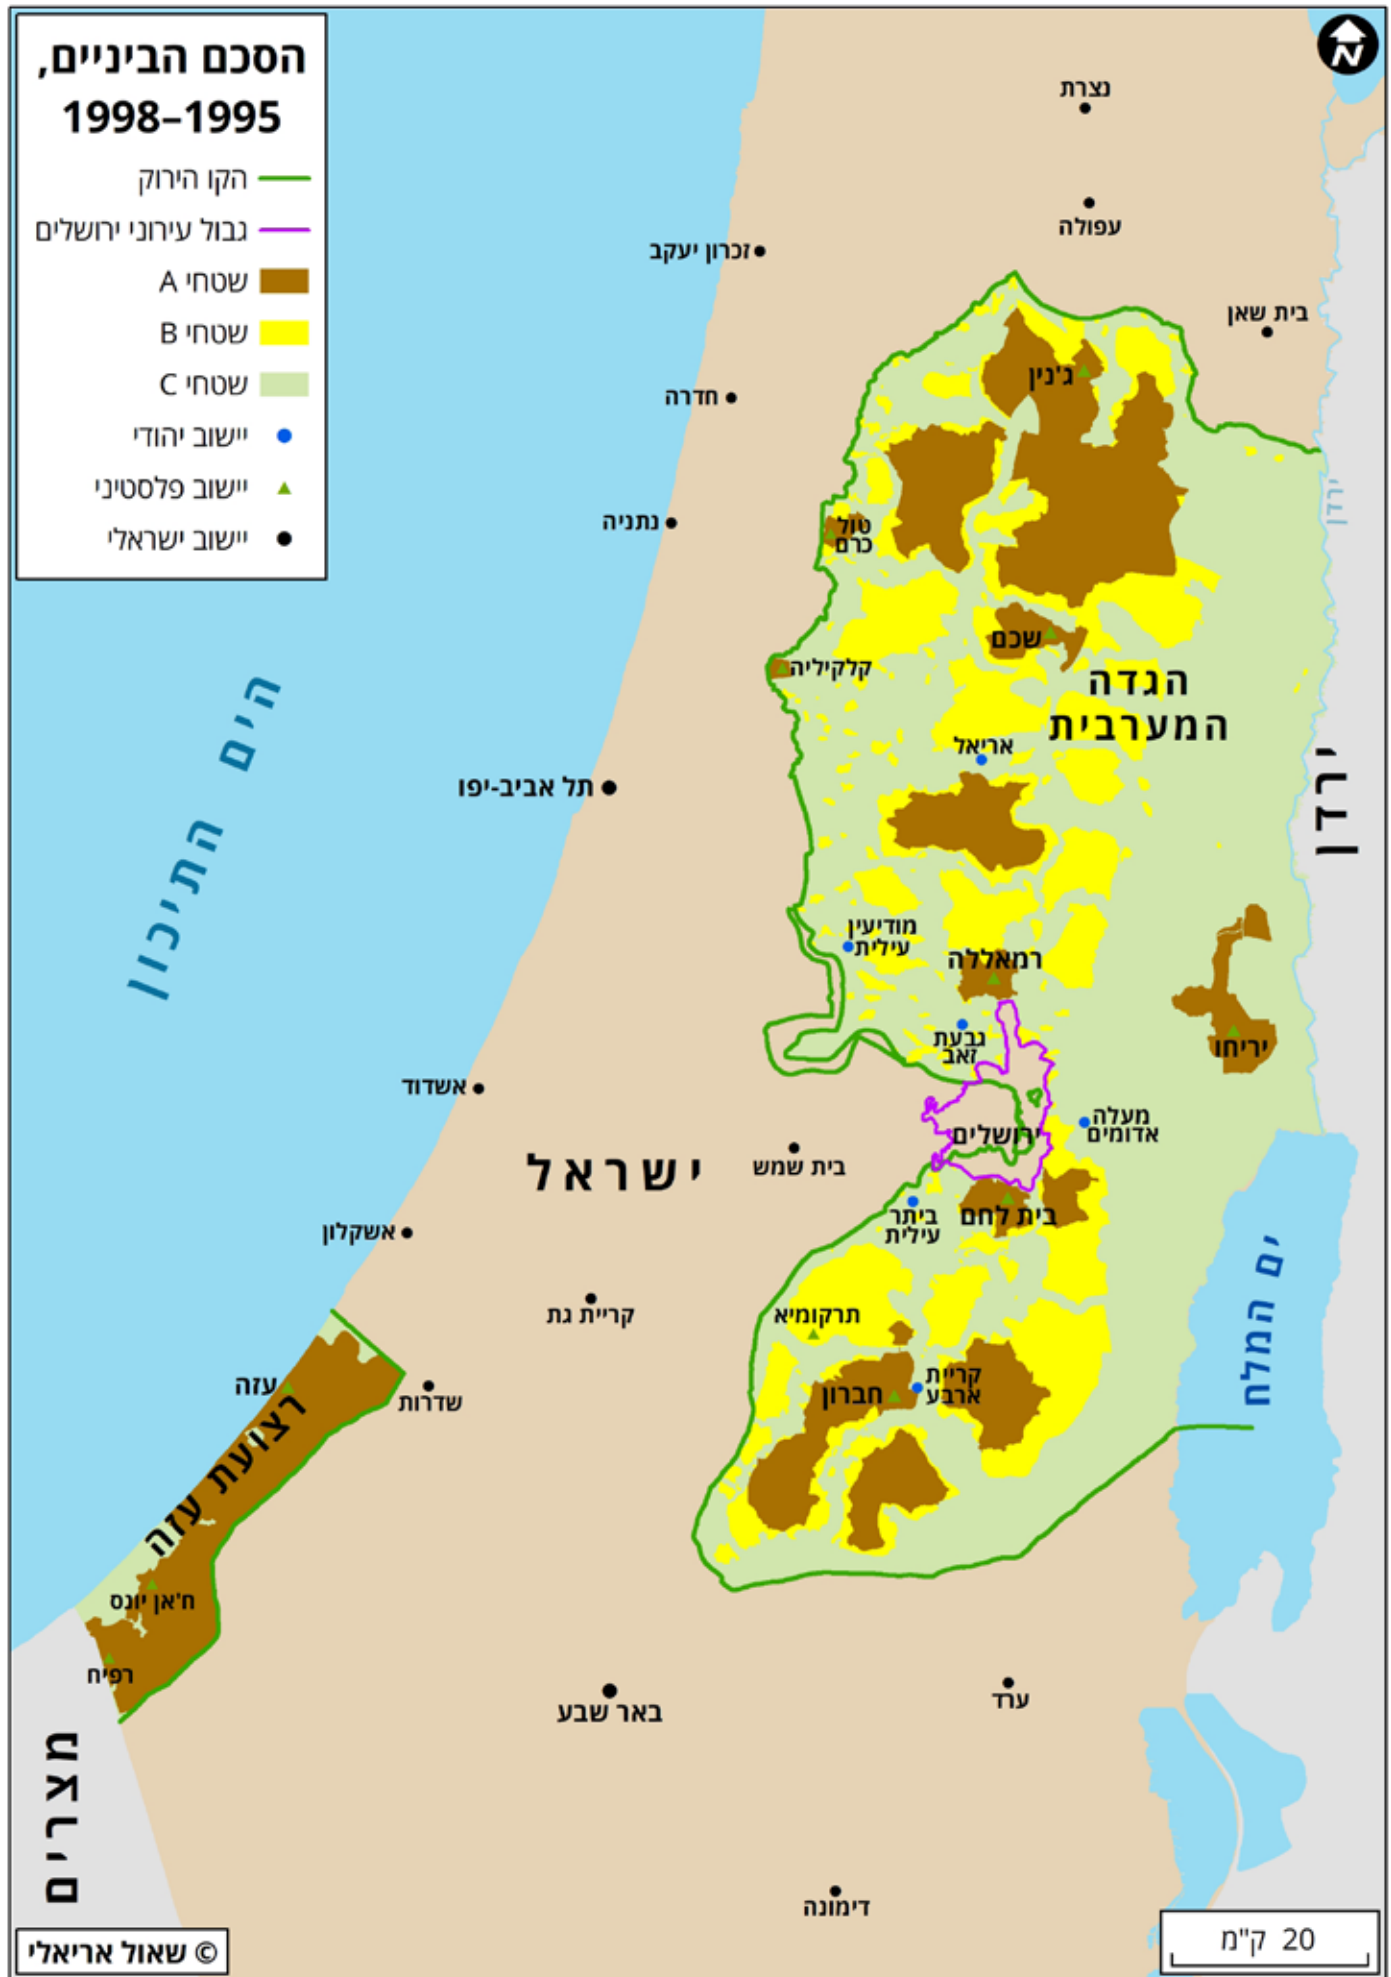 הסכם הביניים,
1995–1998
הקו הירוק
גבול עירוני ירושלים
שטחי A
שטחי B
שטחי C
יישוב יהודי
יישוב פלסטיני
יישוב ישראלי
N
נצרת
עפולה
זכרון יעקב
בית שאן
ג'נין
חדרה
ירדן
נתניה
טול
כרם
שכם
קלקיליה
הגדה
המערבית
אריאל
הים התיכון
תל אביב-יפו
ירדן
מודיעין
עילית
רמאללה
גבעת
זאב
יריחו
אשדוד
מעלה
אדומים
ירושלים
בית שמש
ישראל
ביתר
עילית
בית לחם
אשקלון
ים המלח
קריית גת
תרקומיא
עזה
שדרות
קריית
ארבע
חברון
רצועת עזה
ח'אן יונס
רפיח
באר שבע
ערד
מצרים
דימונה
© שאול אריאלי
20 ק"מ